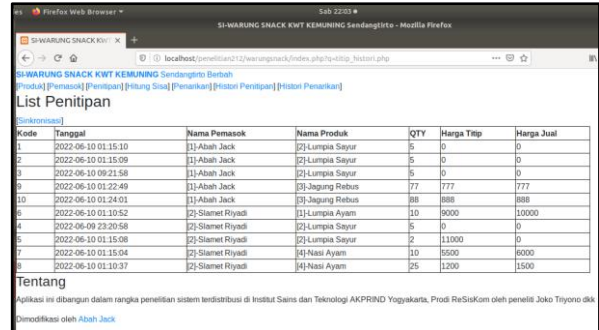 es Firefox Web Browser Sab 22:03
SI-WARUNG SNACK KWT KEMUNING Sendangtirto - Mozilla Firefox
SI-WARUNG SNACK KWT
localhost/penelitian212/warungsnack/index.php?q=titip_histori.php
SI-WARUNG SNACK KWT KEMUNING Sendangtirto Berbah
[Produk] [Pemasok] [Penitipan] [Hitung Sisa] [Penarikan] [Histori Penitipan] [Histori Penarikan]
List Penitipan
[Sinkronisasi]
Kode Tanggal Nama Pemasok Nama Produk QTY Harga Titip Harga Jual
1 2022-06-10 01:15:10 [1]-Abah Jack [2]-Lumpia Sayur 5 0 0
2 2022-06-10 01:15:09 [1]-Abah Jack [2]-Lumpia Sayur 5 0 0
3 2022-06-10 09:21:58 [1]-Abah Jack [2]-Lumpia Sayur 5 0 0
9 2022-06-10 01:22:49 [1]-Abah Jack [3]-Jagung Rebus 77 777 777
10 2022-06-10 01:24:01 [1]-Abah Jack [3]-Jagung Rebus 88 888 888
6 2022-06-10 01:10:52 [2]-Slamet Riyadi [1]-Lumpia Ayam 10 9000 10000
4 2022-06-09 23:20:58 [2]-Slamet Riyadi [2]-Lumpia Sayur 5 0 0
5 2022-06-10 01:15:08 [2]-Slamet Riyadi [2]-Lumpia Sayur 2 11000 0
7 2022-06-10 01:15:04 [2]-Slamet Riyadi [4]-Nasi Ayam 10 5500 6000
8 2022-06-10 01:10:37 [2]-Slamet Riyadi [4]-Nasi Ayam 25 1200 1500
Tentang
Aplikasi ini dibangun dalam rangka penelitian sistem terdistribusi di Institut Sains dan Teknologi AKPRIND Yogyakarta, Prodi ReSisKom oleh peneliti Joko Triyono dkk
Dimodifikasi oleh Abah Jack